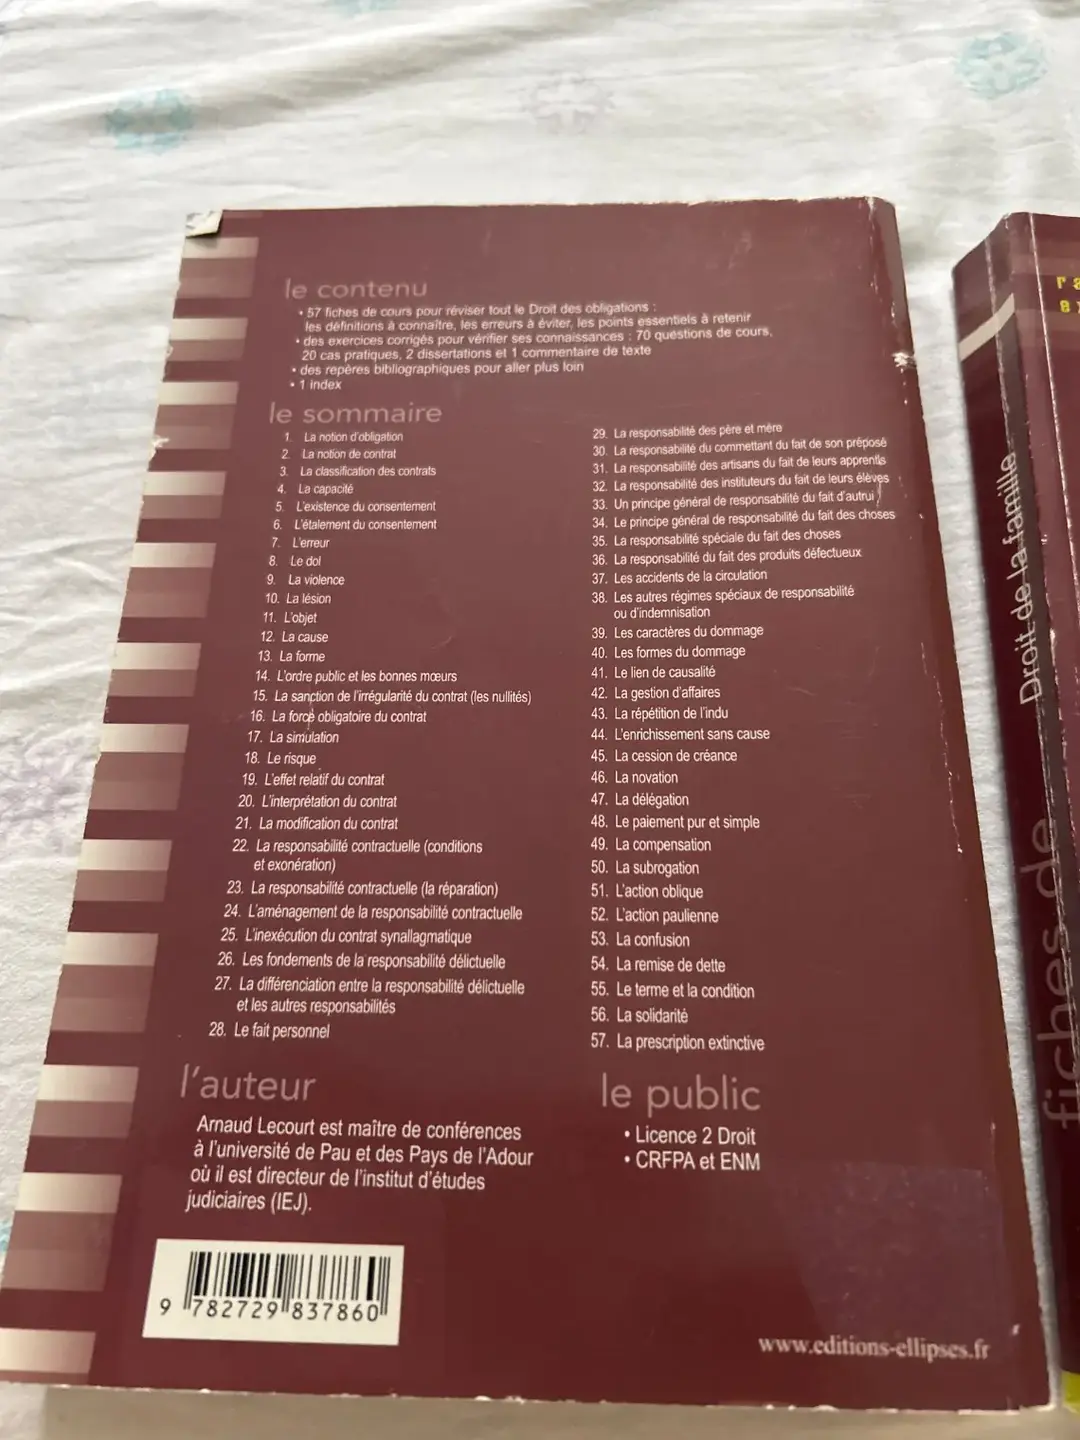 le contenu
• 57 fiches de cours pour réviser tout le Droit des obligations :
les définitions à connaître, les erreurs à éviter, les points essentiels à retenir
• des exercices corrigés pour vérifier ses connaissances : 70 questions de cours,
20 cas pratiques, 2 dissertations et 1 commentaire de texte
• des repères bibliographiques pour aller plus loin
• 1 index
le sommaire
1. La notion d'obligation
2. La notion de contrat
3. La classification des contrats
4. La capacité
5. L'existence du consentement
6. L'étalement du consentement
7. L'erreur
8. Le dol
9. La violence
10. La lésion
11. L'objet
12. La cause
13. La forme
14. L'ordre public et les bonnes mœurs
15. La sanction de l'irrégularité du contrat (les nullités)
16. La force obligatoire du contrat
17. La simulation
18. Le risque
19. L'effet relatif du contrat
20. L'interprétation du contrat
21. La modification du contrat
22. La responsabilité contractuelle (conditions
et exonération)
23. La responsabilité contractuelle (la réparation)
24. L'aménagement de la responsabilité contractuelle
25. L'inexécution du contrat synallagmatique
26. Les fondements de la responsabilité délictuelle
27. La différenciation entre la responsabilité délictuelle
et les autres responsabilités
28. Le fait personnel
29. La responsabilité des père et mère
30. La responsabilité du commettant du fait de son préposé
31. La responsabilité des artisans du fait de leurs apprentis
32. La responsabilité des instituteurs du fait de leurs élèves
33. Un principe général de responsabilité du fait d'autrui
34. Le principe général de responsabilité du fait des choses
35. La responsabilité spéciale du fait des choses
36. La responsabilité du fait des produits défectueux
37. Les accidents de la circulation
38. Les autres régimes spéciaux de responsabilité
ou d'indemnisation
39. Les caractères du dommage
40. Les formes du dommage
41. Le lien de causalité
42. La gestion d'affaires
43. La répétition de l'indu
44. L'enrichissement sans cause
45. La cession de créance
46. La novation
47. La délégation
48. Le paiement pur et simple
49. La compensation
50. La subrogation
51. L'action oblique
52. L'action paulienne
53. La confusion
54. La remise de dette
55. Le terme et la condition
56. La solidarité
57. La prescription extinctive
l'auteur
Arnaud Lecourt est maître de conférences
à l'université de Pau et des Pays de l'Adour
où il est directeur de l'institut d'études
judiciaires (IEJ).
le public
• Licence 2 Droit
• CRFPA et ENM
9 782729 837860
www.editions-ellipses.fr
Droit de la famille
fiches de